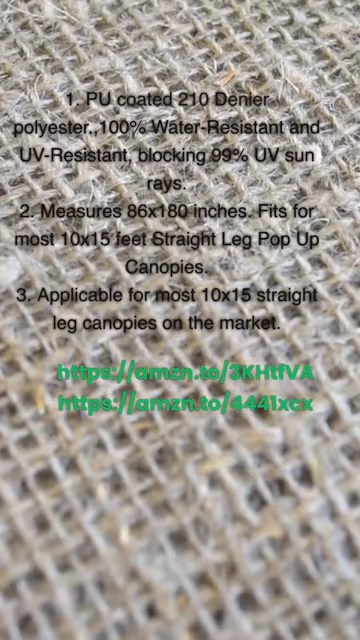 1. PU coated 210 Denier
polyester.,100% Water-Resistant and
UV-Resistant, blocking 99% UV sun
rays.
2. Measures 86x180 inches. Fits for
most 10x15 feet Straight Leg Pop Up
Canopies.
3. Applicable for most 10x15 straight
leg canopies on the market.
https://amzn.to/3KHtfVA
https://amzn.to/4441xcx